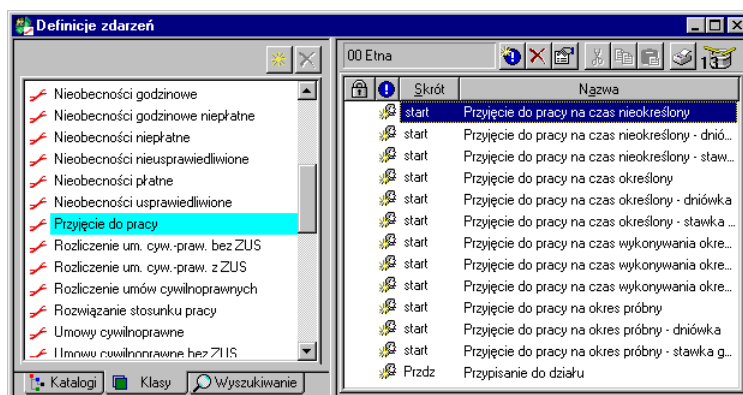 Definicje zdarzeń
00 Etna
13
Nieobecności godzinowe
Nieobecności godzinowe niepłatne
Nieobecności niepłatne
Nieobecności nieusprawiedliwione
Nieobecności płatne
Nieobecności usprawiedliwione
Przyjęcie do pracy
Rozliczenie um. cyw.-praw. bez ZUS
Rozliczenie um. cyw.-praw. z ZUS
Rozliczenie umów cywilnoprawnych
Rozwiązanie stosunku pracy
Umowy cywilnoprawne
Umowy cywilnoprawne bez ZUS
Katalogi Klasy Wyszukiwanie
Skrót Nazwa
start Przyjęcie do pracy na czas nieokreślony
start Przyjęcie do pracy na czas nieokreślony - dnió...
start Przyjęcie do pracy na czas nieokreślony - staw...
start Przyjęcie do pracy na czas określony
start Przyjęcie do pracy na czas określony - dniówka
start Przyjęcie do pracy na czas określony - stawka ...
start Przyjęcie do pracy na czas wykonywania okre...
start Przyjęcie do pracy na czas wykonywania okre...
start Przyjęcie do pracy na czas wykonywania okre...
start Przyjęcie do pracy na okres próbny
start Przyjęcie do pracy na okres próbny - dniówka
start Przyjęcie do pracy na okres próbny - stawka g...
Przdz Przypisanie do działu